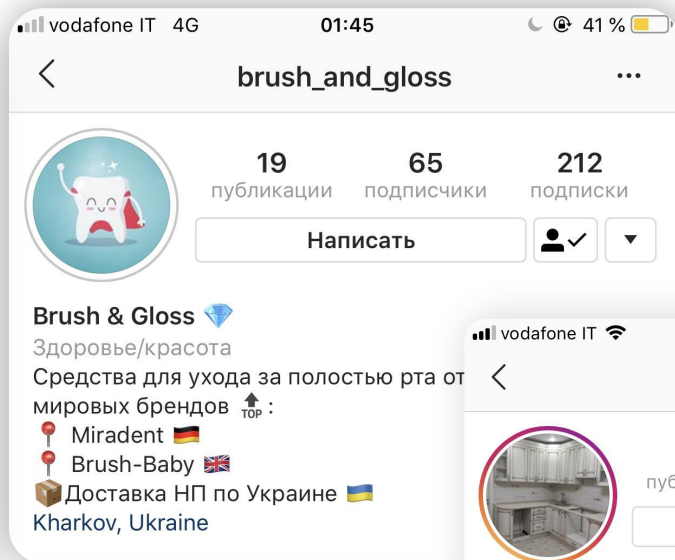 vodafone IT 4G 01:45 41 %
brush_and_gloss
19 65 212
публикации подписчики подписки
Написать
Brush & Gloss
Здоровье/красота
Средства для ухода за полостью рта от
мировых брендов TOP :
Miradent
Brush-Baby
Доставка НП по Украине
Kharkov, Ukraine
vodafone IT